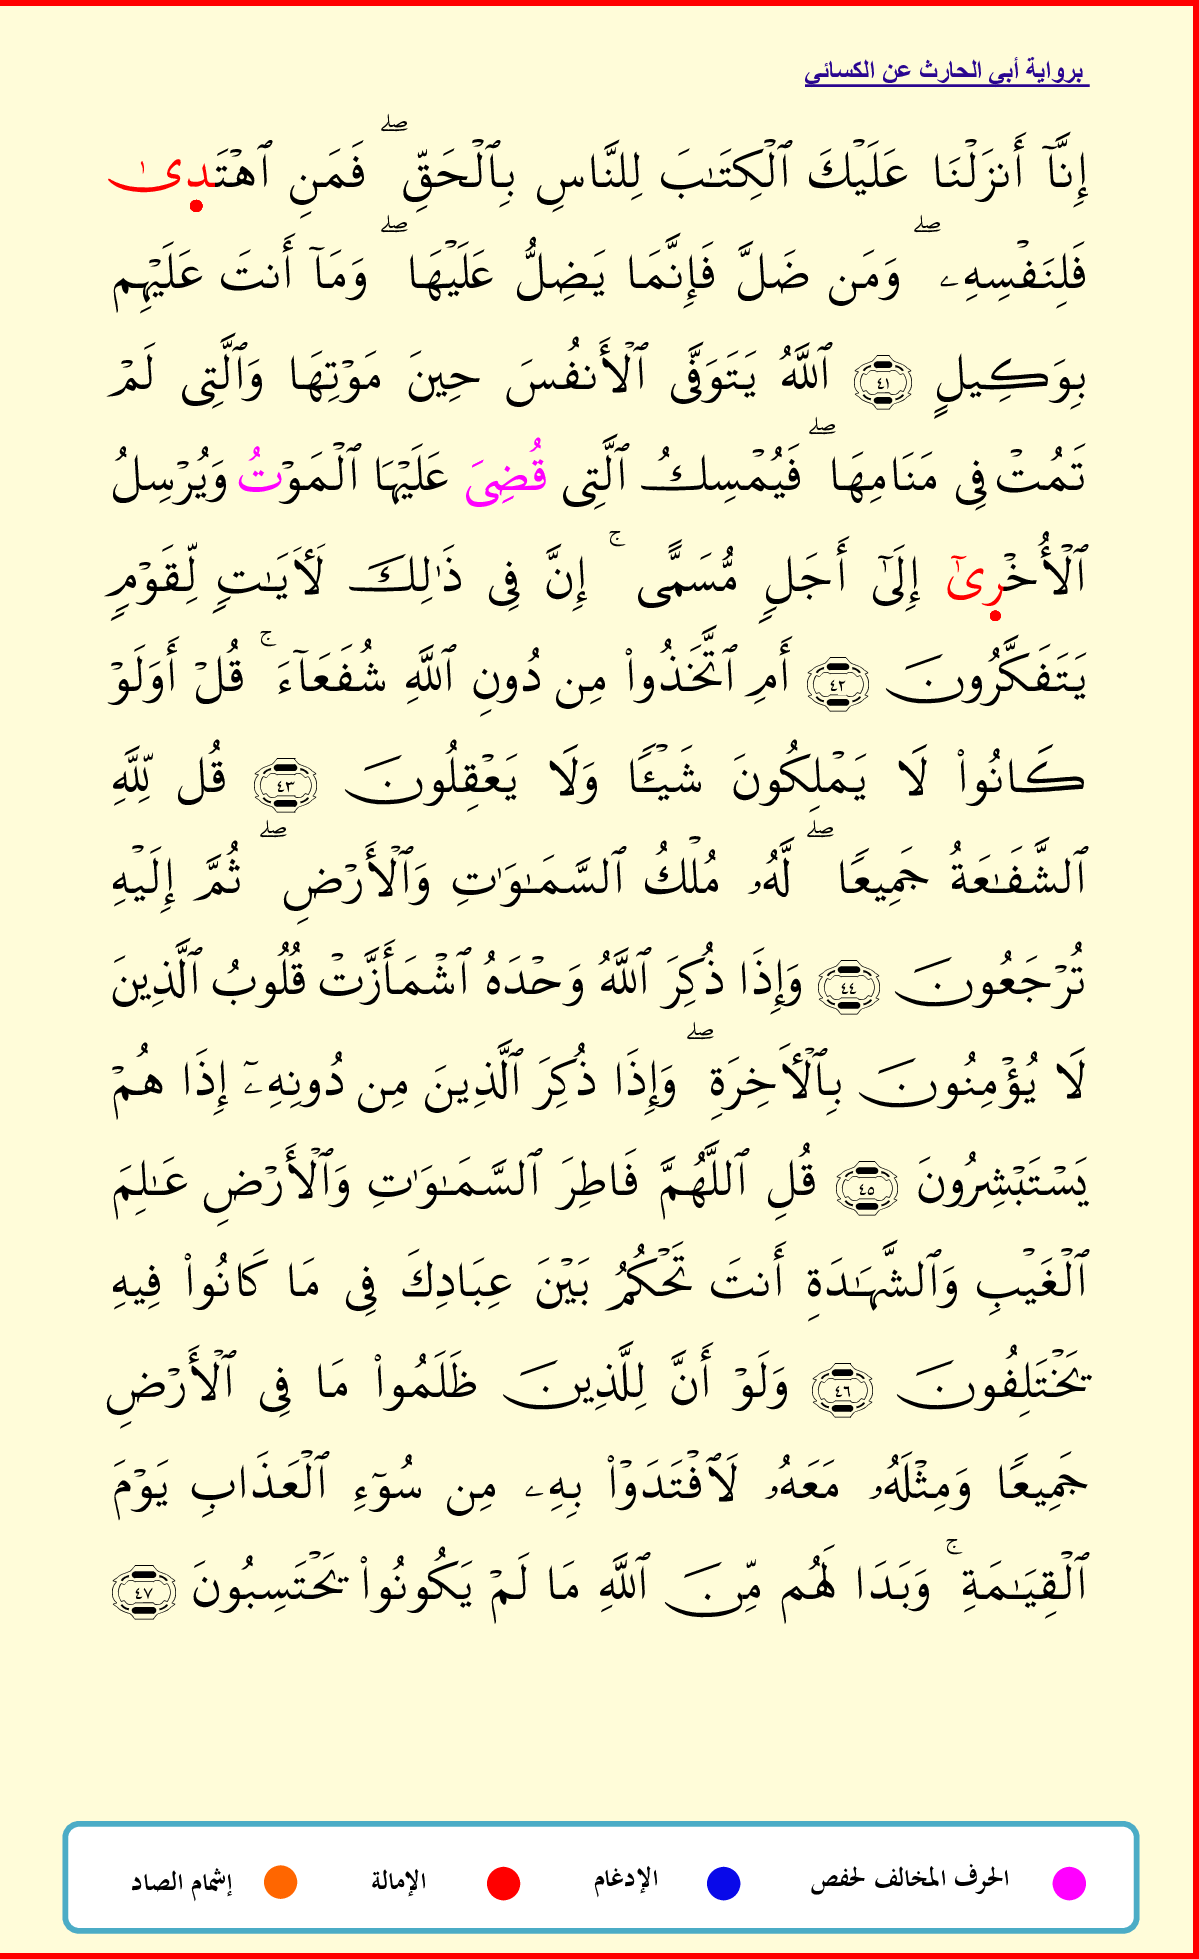 برواية أبي الحارث عن الكسائي
إِنَّآ أَنزَلۡنَا عَلَيۡكَ ٱلۡكِتَٰبَ لِلنَّاسِ بِٱلۡحَقِّۖ فَمَنِ ٱهۡتَدِىٰ
فَلِنَفۡسِهِۦۖ وَمَن ضَلَّ فَإِنَّمَا يَضِلُّ عَلَيۡهَاۖ وَمَآ أَنتَ عَلَيۡهِم
بِوَكِيلٍ ٤١ ٱللَّهُ يَتَوَفَّى ٱلۡأَنفُسَ حِينَ مَوۡتِهَا وَٱلَّتِى لَمۡ
تَمُتۡ فِى مَنَامِهَاۖ فَيُمۡسِكُ ٱلَّتِى قُضِىَ عَلَيۡهَا ٱلۡمَوۡتُ وَيُرۡسِلُ
ٱلۡأُخۡرِىٰٓ إِلَىٰٓ أَجَلٍ مُّسَمًّىۚ إِنَّ فِى ذَٰلِكَ لَأٓيَٰتٍ لِّقَوۡمٍ
يَتَفَكَّرُونَ ٤٢ أَمِ ٱتَّخَذُواْ مِن دُونِ ٱللَّهِ شُفَعَآءَۚ قُلۡ أَوَلَوۡ
كَانُواْ لَا يَمۡلِكُونَ شَيۡـًٔا وَلَا يَعۡقِلُونَ ٤٣ قُل لِّلَّهِ
ٱلشَّفَٰعَةُ جَمِيعًاۖ لَّهُۥ مُلۡكُ ٱلسَّمَٰوَٰتِ وَٱلۡأَرۡضِۖ ثُمَّ إِلَيۡهِ
تُرۡجَعُونَ ٤٤ وَإِذَا ذُكِرَ ٱللَّهُ وَحۡدَهُ ٱشۡمَأَزَّتۡ قُلُوبُ ٱلَّذِينَ
لَا يُؤۡمِنُونَ بِٱلۡأَخِرَةِۖ وَإِذَا ذُكِرَ ٱلَّذِينَ مِن دُونِهِۦٓ إِذَا هُمۡ
يَسۡتَبۡشِرُونَ ٤٥ قُلِ ٱللَّهُمَّ فَاطِرَ ٱلسَّمَٰوَٰتِ وَٱلۡأَرۡضِ عَٰلِمَ
ٱلۡغَيۡبِ وَٱلشَّهَٰدَةِ أَنتَ تَحۡكُمُ بَيۡنَ عِبَادِكَ فِى مَا كَانُواْ فِيهِ
يَخۡتَلِفُونَ ٤٦ وَلَوۡ أَنَّ لِلَّذِينَ ظَلَمُواْ مَا فِى ٱلۡأَرۡضِ
جَمِيعًا وَمِثۡلَهُۥ مَعَهُۥ لَٱفۡتَدَوۡاْ بِهِۦ مِن سُوٓءِ ٱلۡعَذَابِ يَوۡمَ
ٱلۡقِيَٰمَةِۚ وَبَدَا لَهُم مِّنَ ٱللَّهِ مَا لَمۡ يَكُونُواْ يَحۡتَسِبُونَ ٤٧
الحرف المخالف لحفص الإدغام الإمالة إشمام الصاد